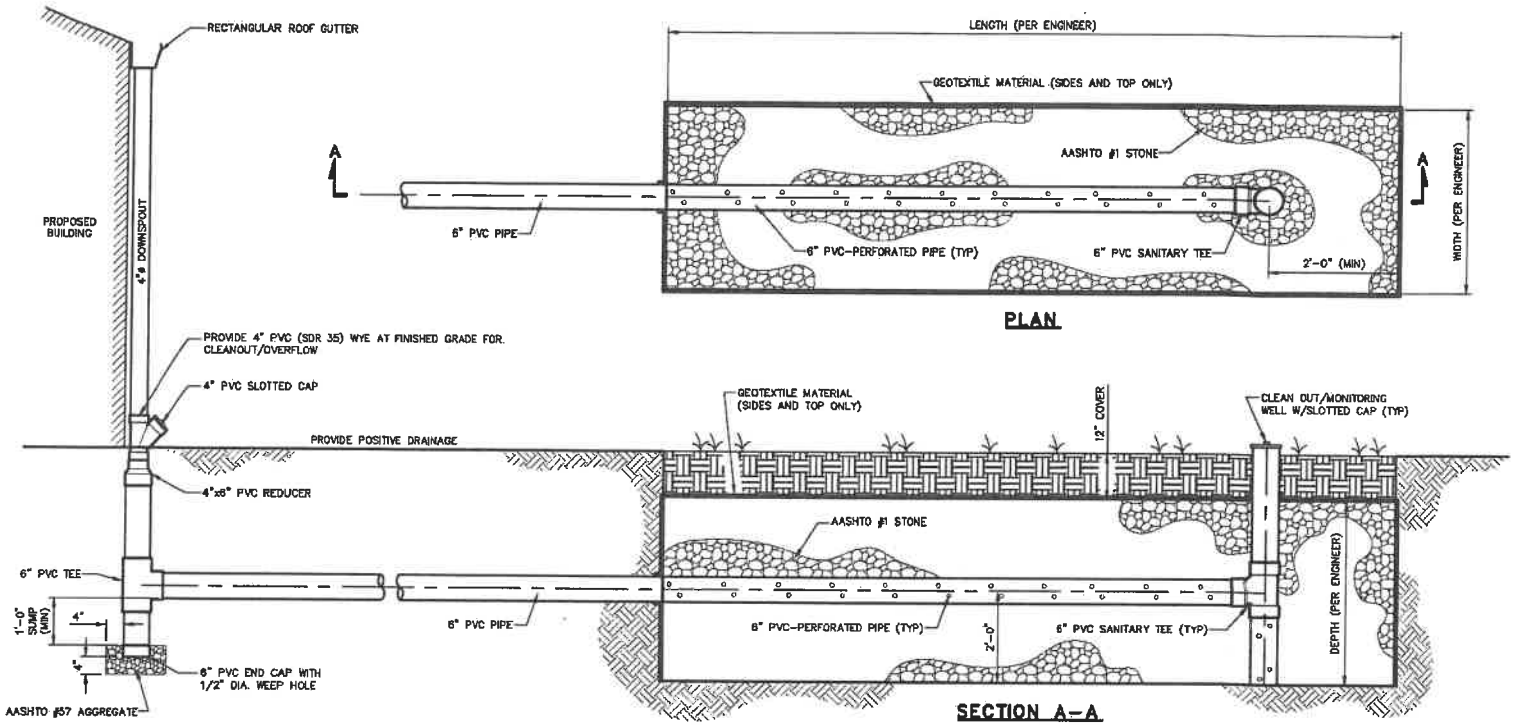 RECTANGULAR ROOF GUTTER
PROPOSED
BUILDING
4"ø DOWNSPOUT
PROVIDE 4" PVC (SDR 35) WYE AT FINISHED GRADE FOR
CLEANOUT/OVERFLOW
4" PVC SLOTTED CAP
PROVIDE POSITIVE DRAINAGE
4"x6" PVC REDUCER
6" PVC TEE
1'-0"
SUMP
(MIN)
4"
4"
6" PVC END CAP WITH
1/2" DIA. WEEP HOLE
AASHTO #57 AGGREGATE
6" PVC PIPE
LENGTH (PER ENGINEER)
GEOTEXTILE MATERIAL (SIDES AND TOP ONLY)
AASHTO #1 STONE
A
A
WIDTH (PER ENGINEER)
6" PVC PIPE
6" PVC-PERFORATED PIPE (TYP)
6" PVC SANITARY TEE
2'-0" (MIN)
PLAN
GEOTEXTILE MATERIAL
(SIDES AND TOP ONLY)
12" COVER
CLEAN OUT/MONITORING
WELL W/SLOTTED CAP (TYP)
AASHTO #1 STONE
6" PVC-PERFORATED PIPE (TYP)
2'-0"
6" PVC SANITARY TEE (TYP)
DEPTH (PER ENGINEER)
SECTION A-A